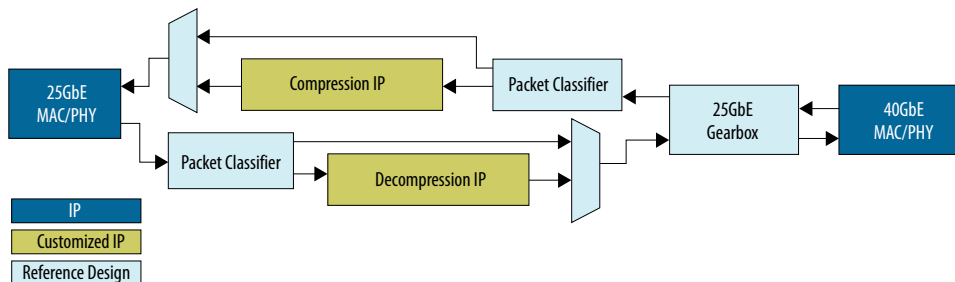 25GbE
MAC/PHY
Compression IP
Packet Classifier
25GbE
Gearbox
40GbE
MAC/PHY
Packet Classifier
Decompression IP
IP
Customized IP
Reference Design